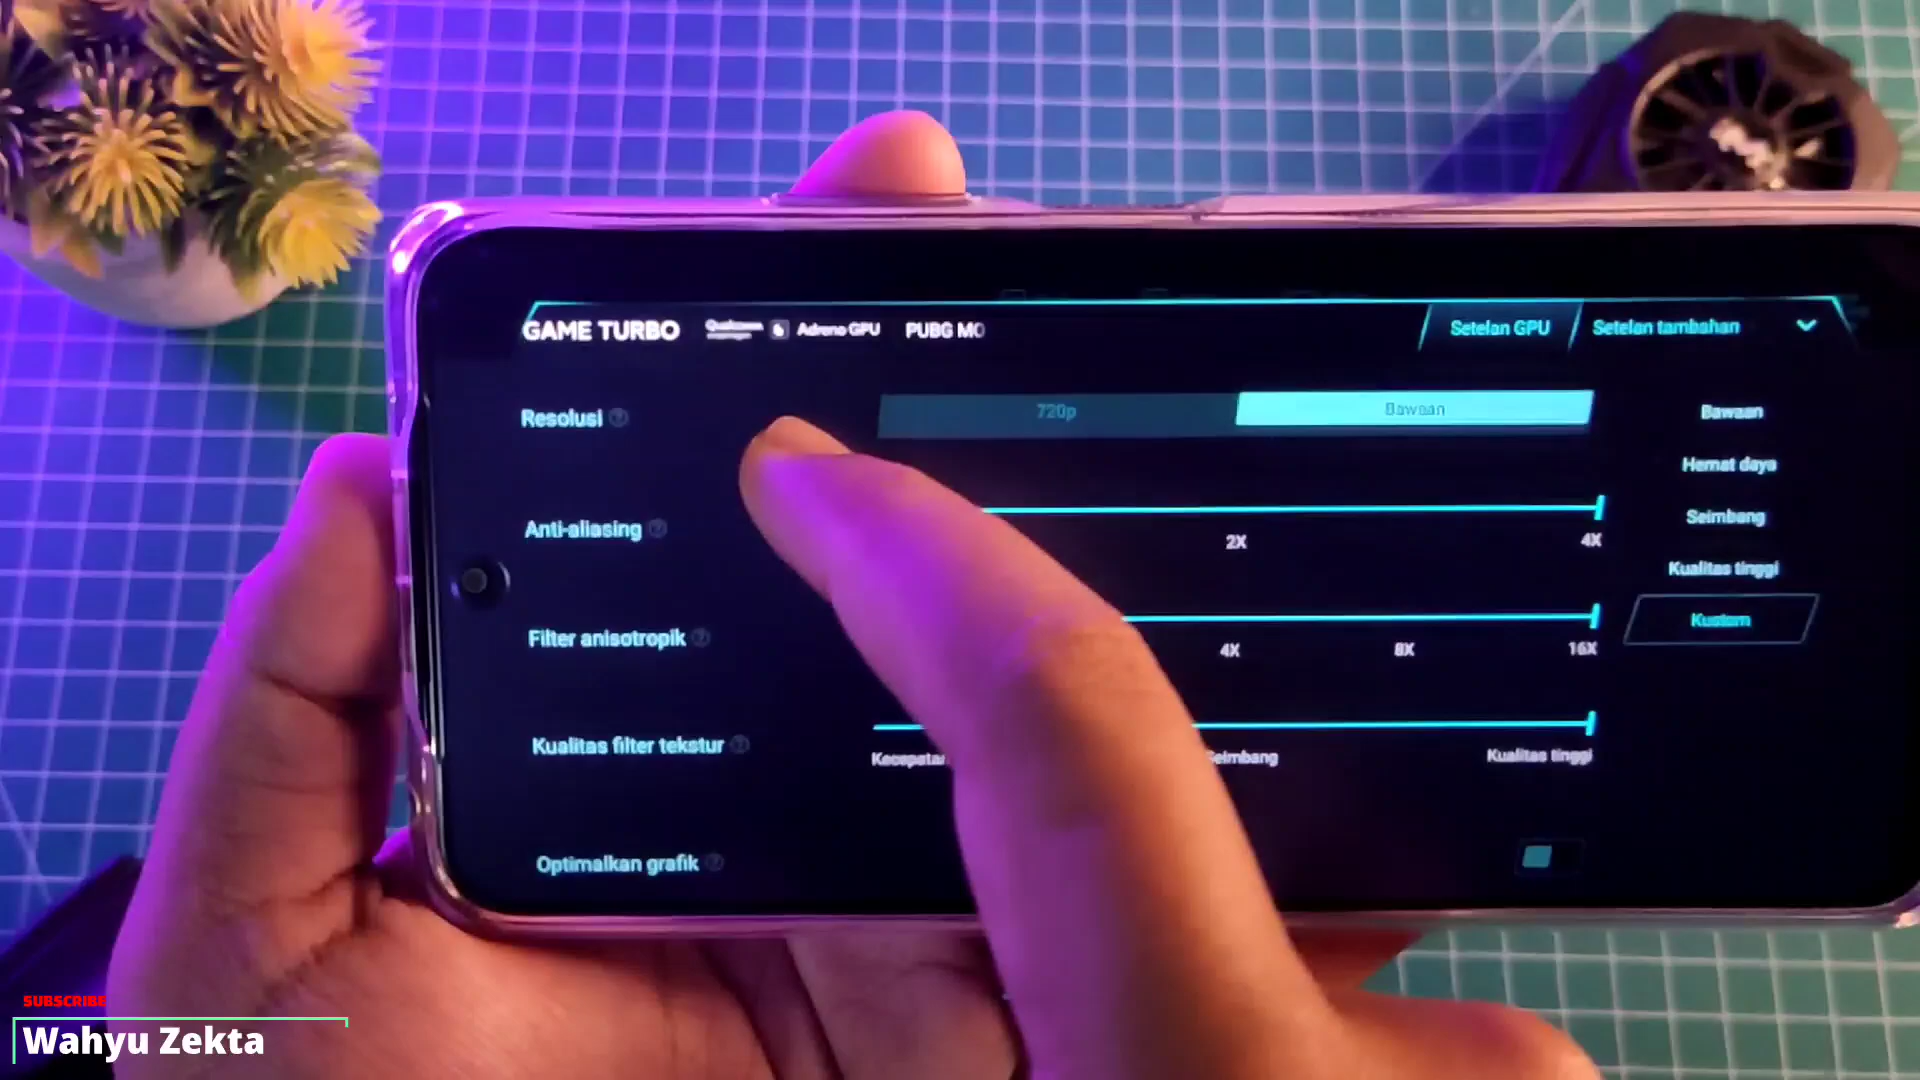 GAME TURBO Qualcomm Adreno GPU PUBG MO Setelan GPU Setelan tambahan
Resolusi 720p Bawaan
Bawaan
Hemat daya
Anti-aliasing 2X 4X
Seimbang
Kualitas tinggi
Filter anisotropik 4X 8X 16X
Kustom
Kualitas filter tekstur Seimbang Kualitas tinggi
Optimalkan grafik
SUBSCRIBE
Wahyu Zekta